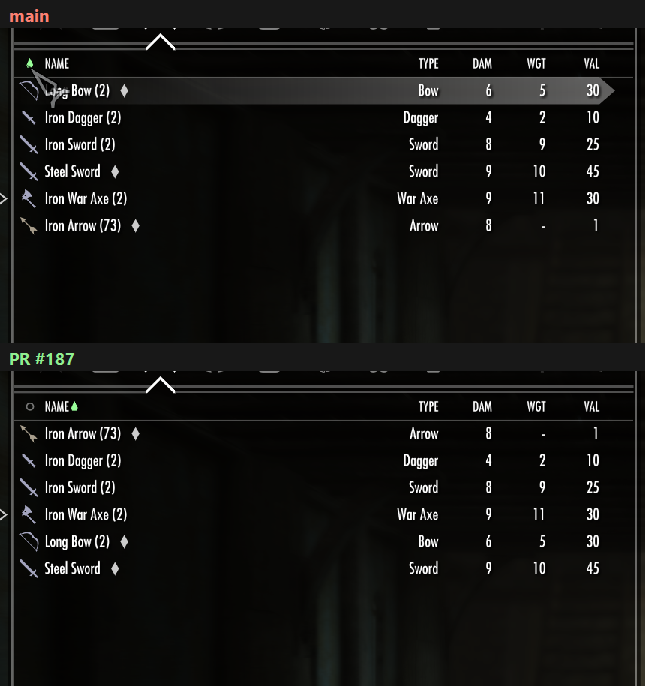 main
NAME TYPE DAM WGT VAL
Long Bow (2) Bow 6 5 30
Iron Dagger (2) Dagger 4 2 10
Iron Sword (2) Sword 8 9 25
Steel Sword Sword 9 10 45
Iron War Axe (2) War Axe 9 11 30
Iron Arrow (73) Arrow 8 - 1
PR #187
NAME TYPE DAM WGT VAL
Iron Arrow (73) Arrow 8 - 1
Iron Dagger (2) Dagger 4 2 10
Iron Sword (2) Sword 8 9 25
Iron War Axe (2) War Axe 9 11 30
Long Bow (2) Bow 6 5 30
Steel Sword Sword 9 10 45